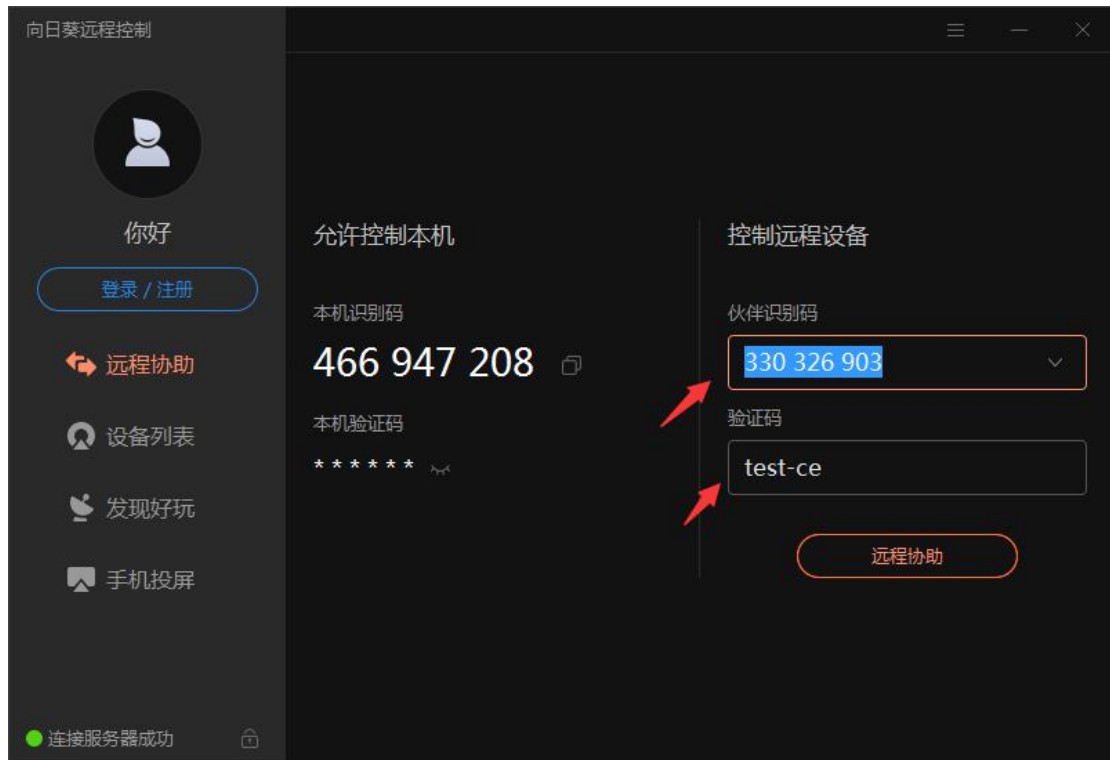 向日葵远程控制
你好
登录 / 注册
远程协助
设备列表
发现好玩
手机投屏
连接服务器成功
允许控制本机
本机识别码
466 947 208
本机验证码
* * * * * *
控制远程设备
伙伴识别码
330 326 903
验证码
test-ce
远程协助